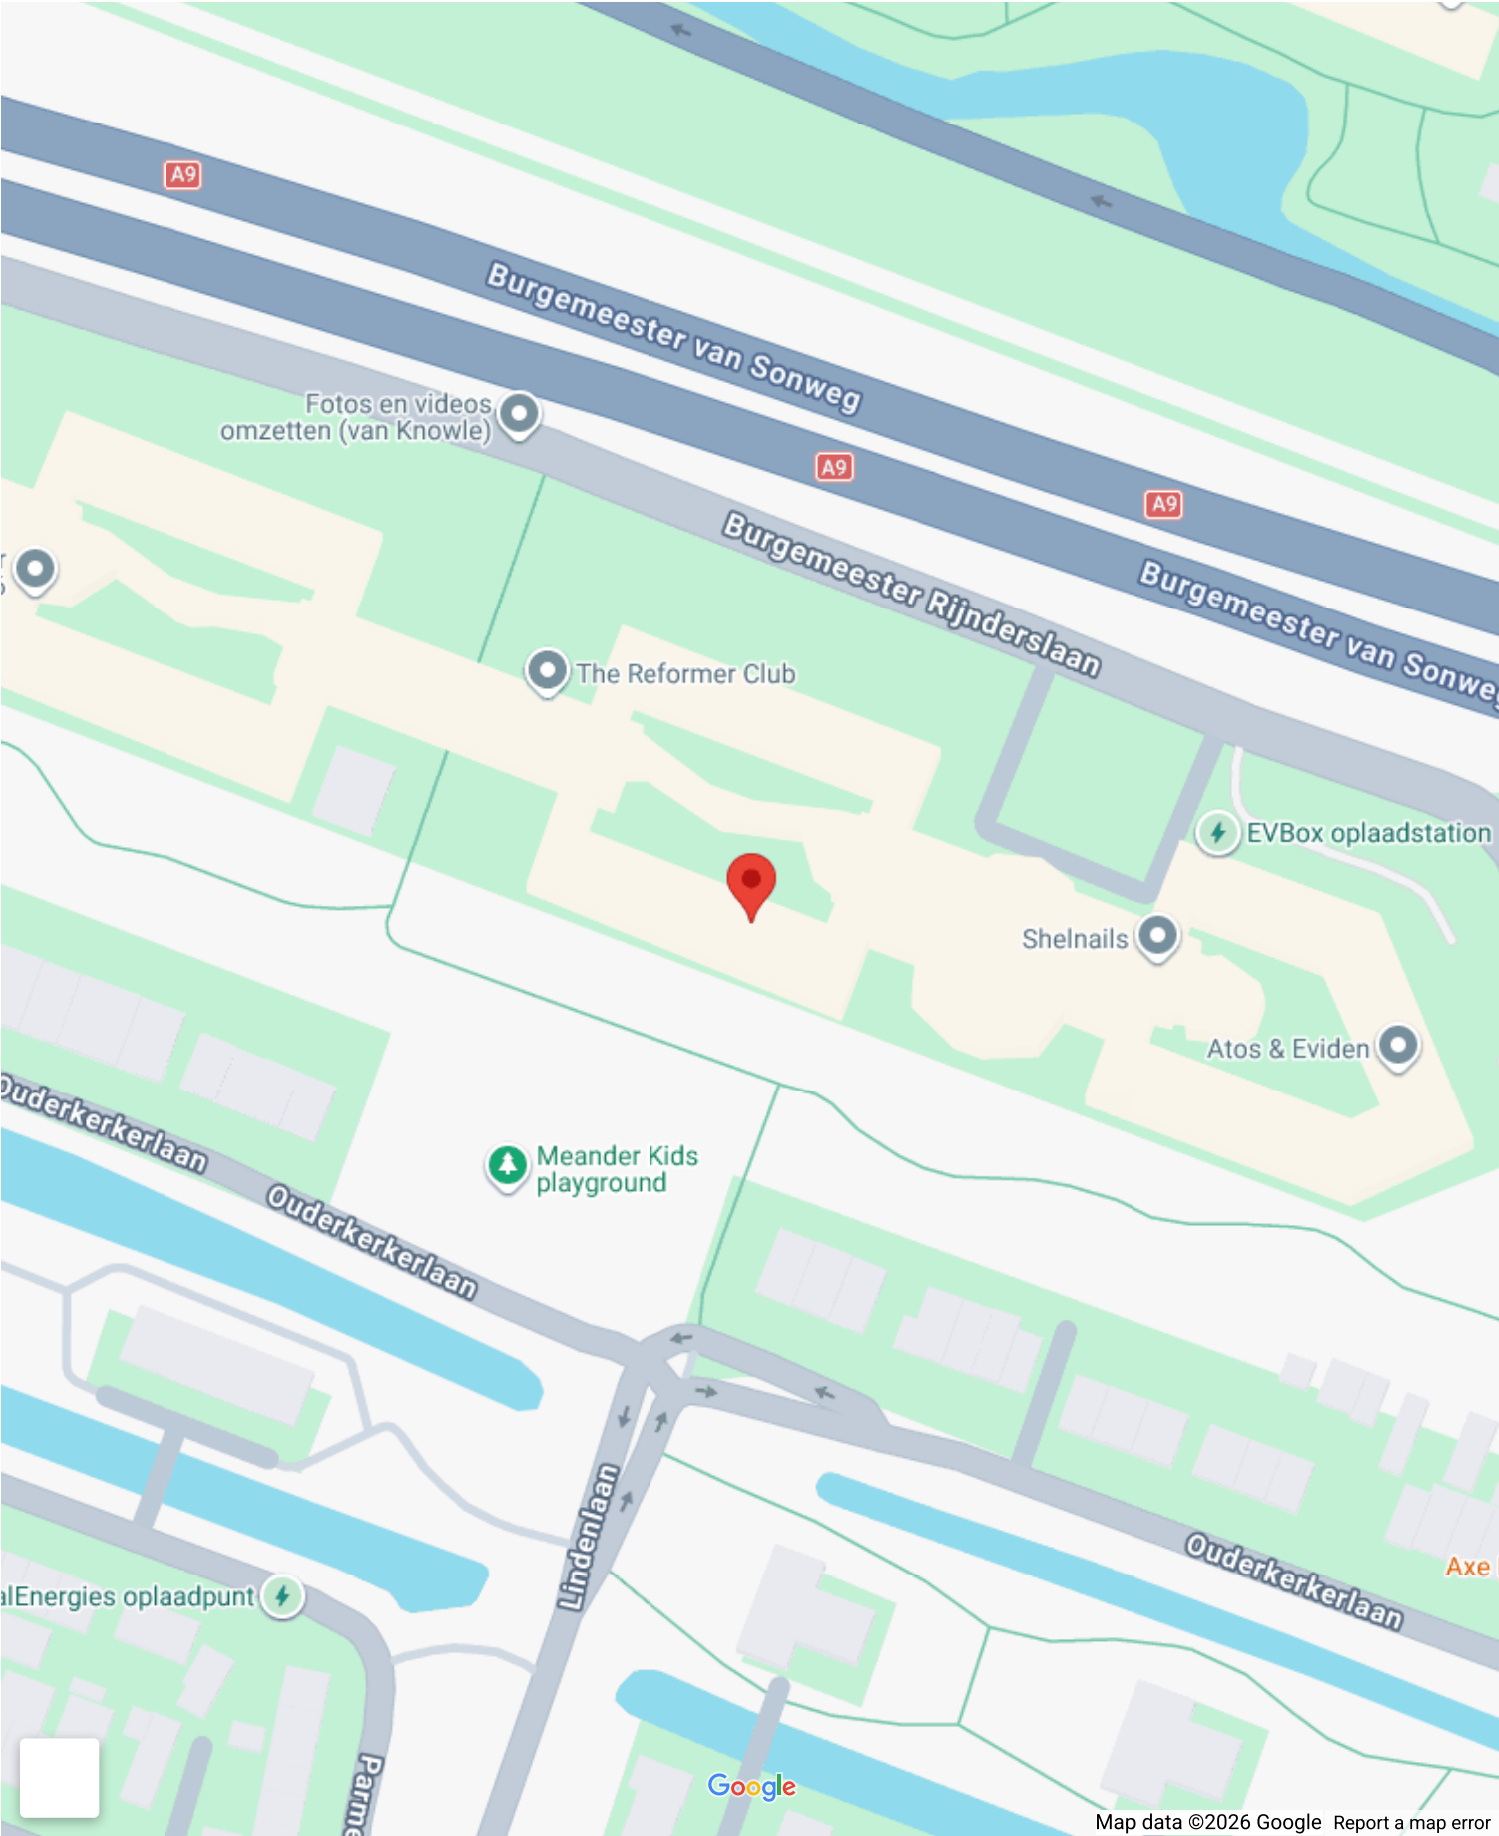 A9
Burgemeester van Sonweg
Fotos en videos
omzetten (van Knowle)
A9
A9
Burgemeester Rijnderslaan
Burgemeester van Sonweg
The Reformer Club
EVBox oplaadstation
Shelnails
Atos & Eviden
Ouderkerkerlaan
Meander Kids
playground
Ouderkerkerlaan
Lindenlaan
Ouderkerkerlaan
Axe
alEnergies oplaadpunt
Parme
Google
Map data ©2026 Google
Report a map error